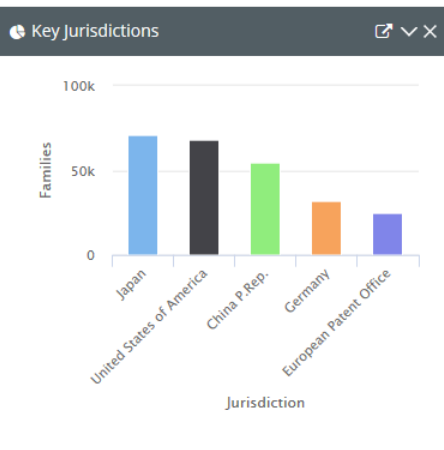 Key Jurisdictions
100k
50k
0
Families
Japan
United States of America
China P.Rep.
Germany
European Patent Office
Jurisdiction